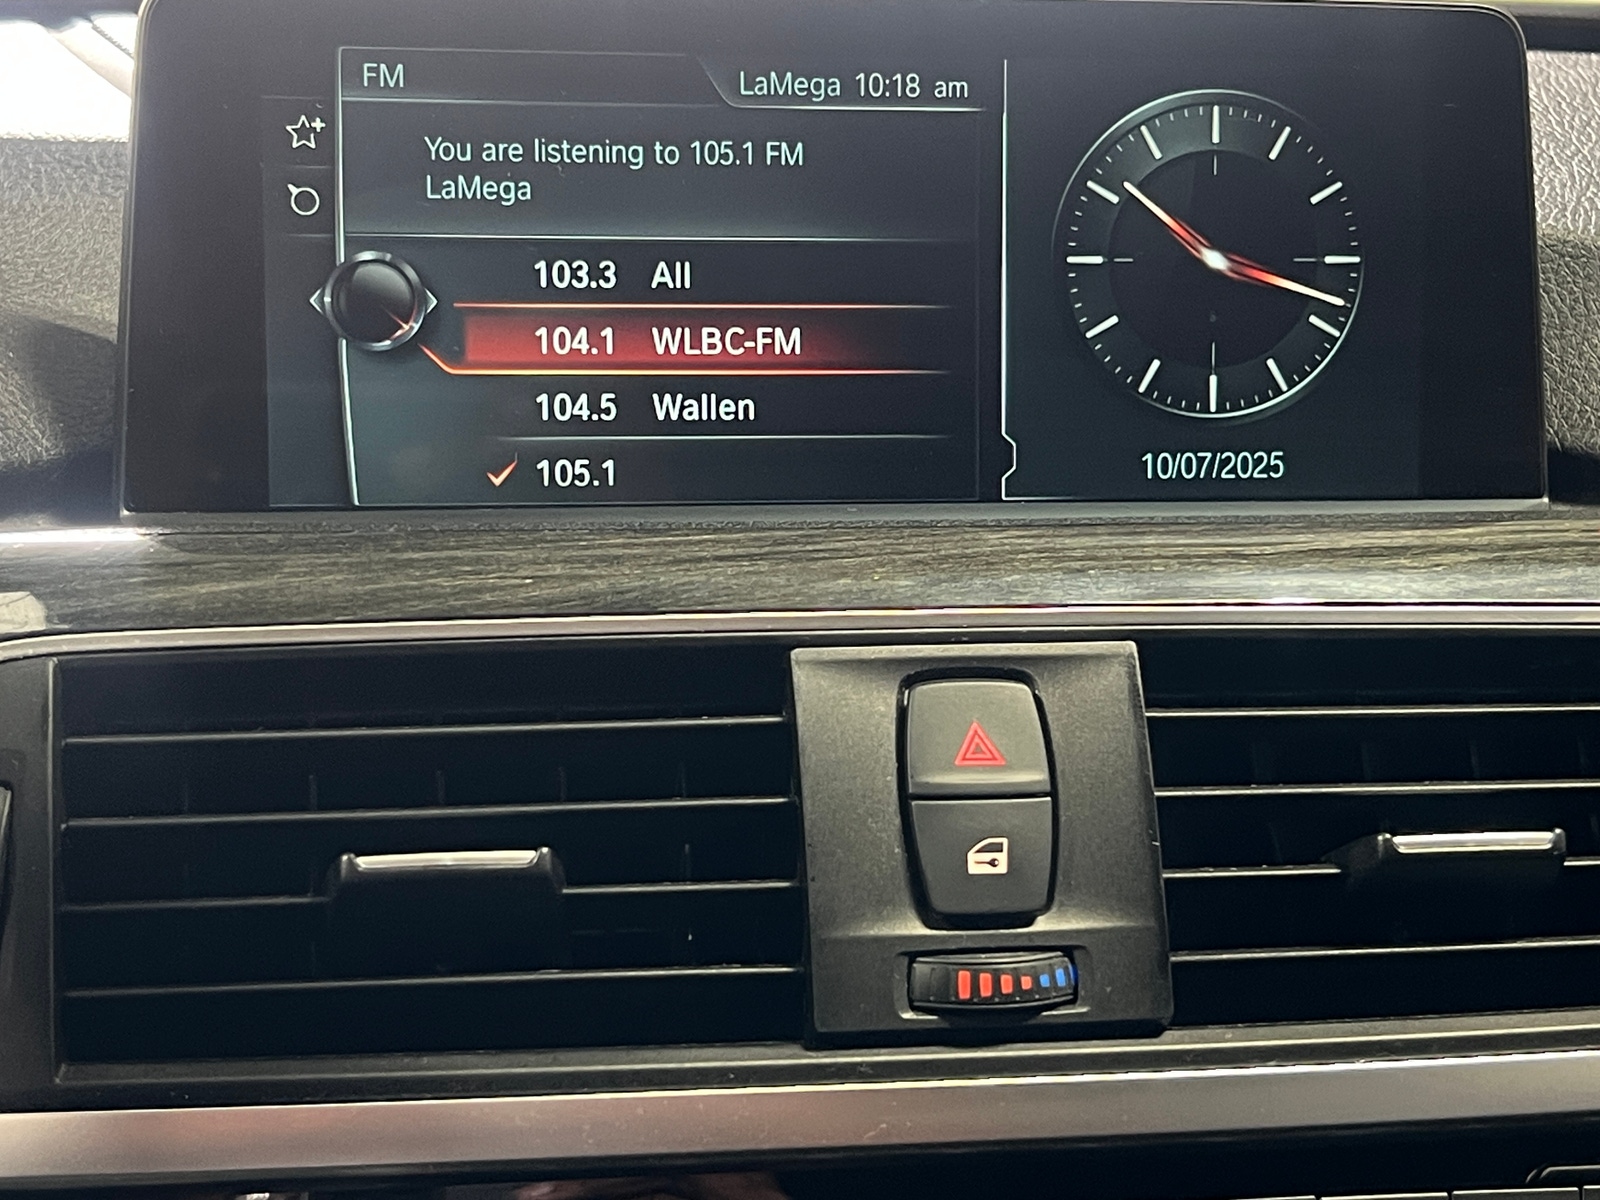 FM
LaMega 10:18 am
You are listening to 105.1 FM
LaMega
103.3 All
104.1 WLBC-FM
104.5 Wallen
105.1
10/07/2025